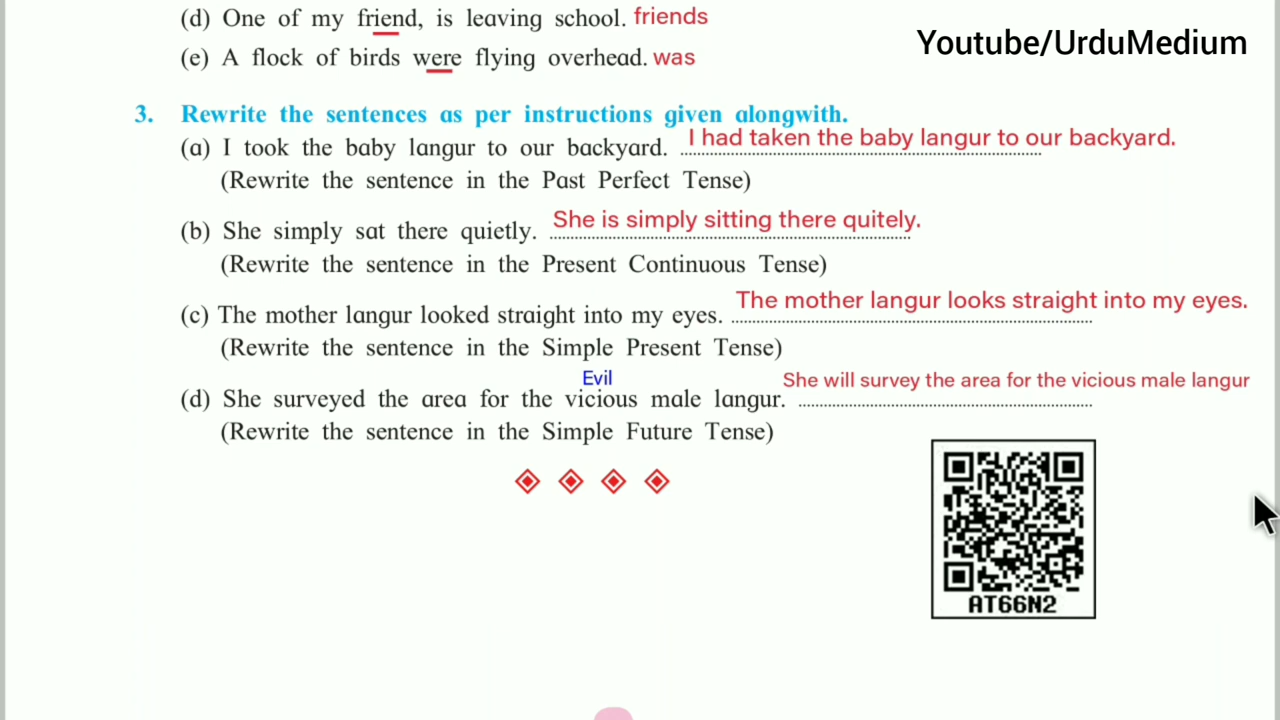 (d) One of my friend, is leaving school. friends
Youtube/UrduMedium
(e) A flock of birds were flying overhead. was
3. Rewrite the sentences as per instructions given alongwith.
(a) I took the baby langur to our backyard. I had taken the baby langur to our backyard.
(Rewrite the sentence in the Past Perfect Tense)
(b) She simply sat there quietly. She is simply sitting there quitely.
(Rewrite the sentence in the Present Continuous Tense)
(c) The mother langur looked straight into my eyes. The mother langur looks straight into my eyes.
(Rewrite the sentence in the Simple Present Tense)
Evil
(d) She surveyed the area for the vicious male langur. She will survey the area for the vicious male langur
(Rewrite the sentence in the Simple Future Tense)
AT66N2